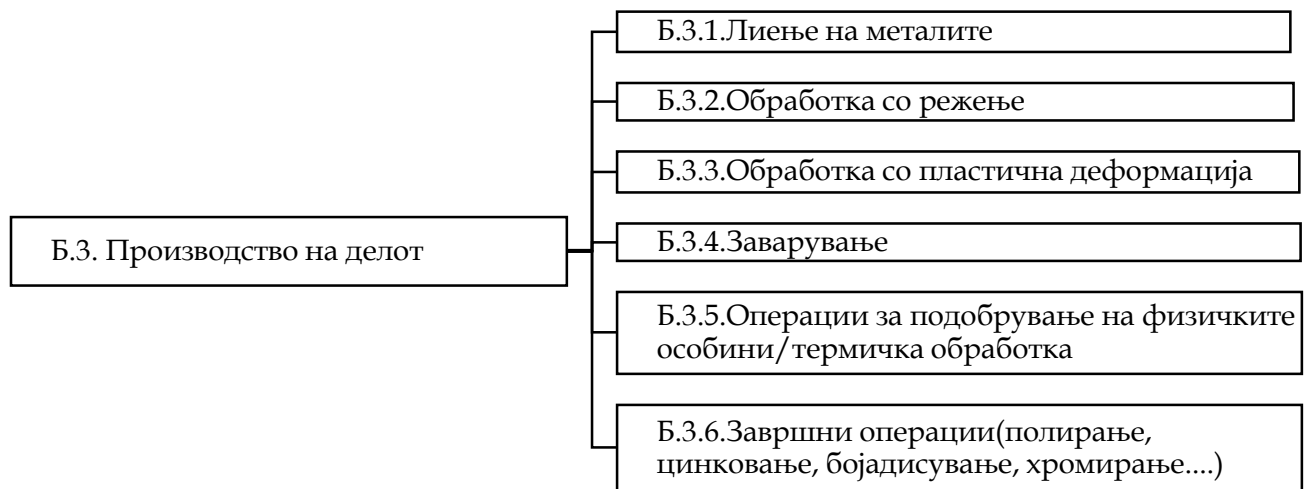 Б.3.1.Лиење на металите
Б.3.2.Обработка со режење
Б.3.3.Обработка со пластична деформација
Б.3. Производство на делот
Б.3.4.Заварување
Б.3.5.Операции за подобрување на физичките
особини/термичка обработка
Б.3.6.Завршни операции(полирање,
цинковање, бојадисување, хромирање....)